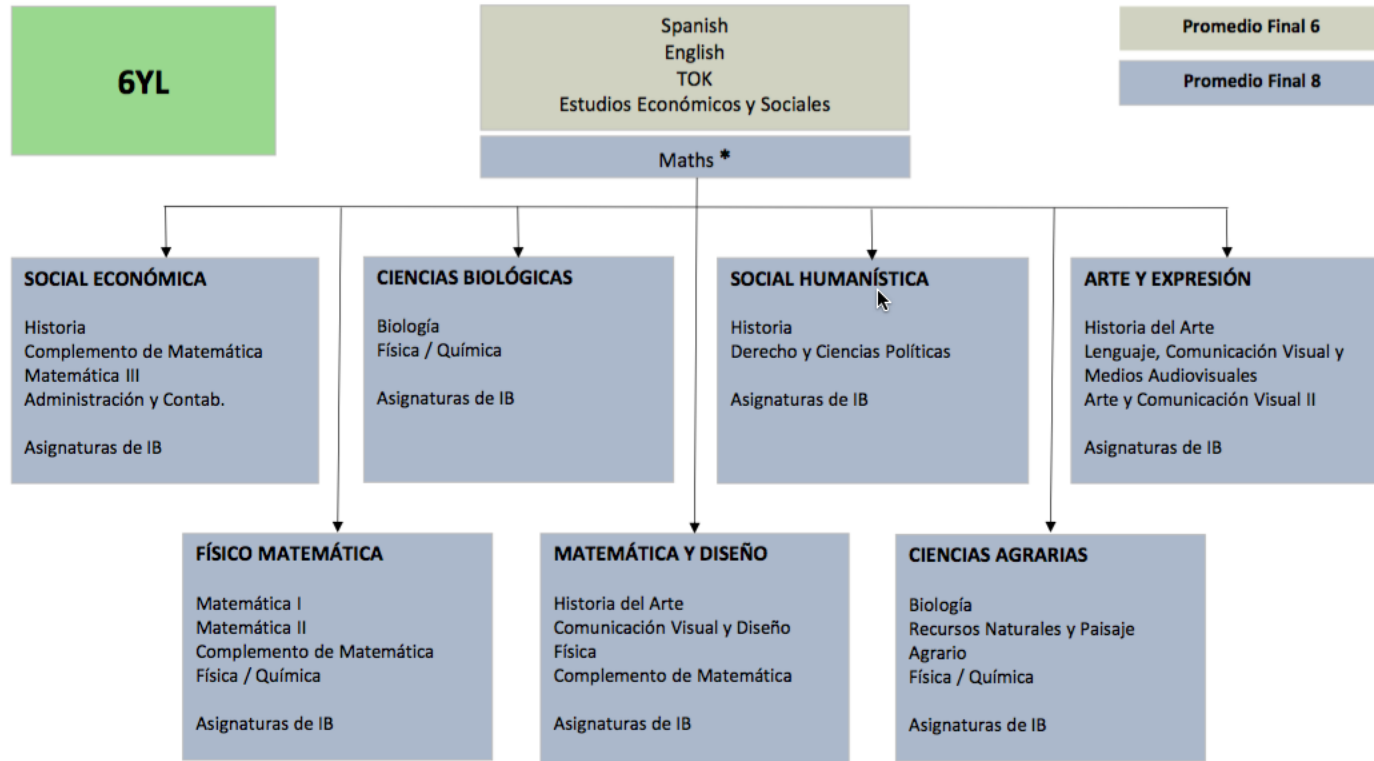 6YL
Spanish
English
TOK
Estudios Económicos y Sociales
Maths *
Promedio Final 6
Promedio Final 8
SOCIAL ECONÓMICA
Historia
Complemento de Matemática
Matemática III
Administración y Contab.
Asignaturas de IB
CIENCIAS BIOLÓGICAS
Biología
Física / Química
Asignaturas de IB
SOCIAL HUMANÍSTICA
Historia
Derecho y Ciencias Políticas
Asignaturas de IB
ARTE Y EXPRESIÓN
Historia del Arte
Lenguaje, Comunicación Visual y
Medios Audiovisuales
Arte y Comunicación Visual II
Asignaturas de IB
FÍSICO MATEMÁTICA
Matemática I
Matemática II
Complemento de Matemática
Física / Química
Asignaturas de IB
MATEMÁTICA Y DISEÑO
Historia del Arte
Comunicación Visual y Diseño
Física
Complemento de Matemática
Asignaturas de IB
CIENCIAS AGRARIAS
Biología
Recursos Naturales y Paisaje
Agrario
Física / Química
Asignaturas de IB